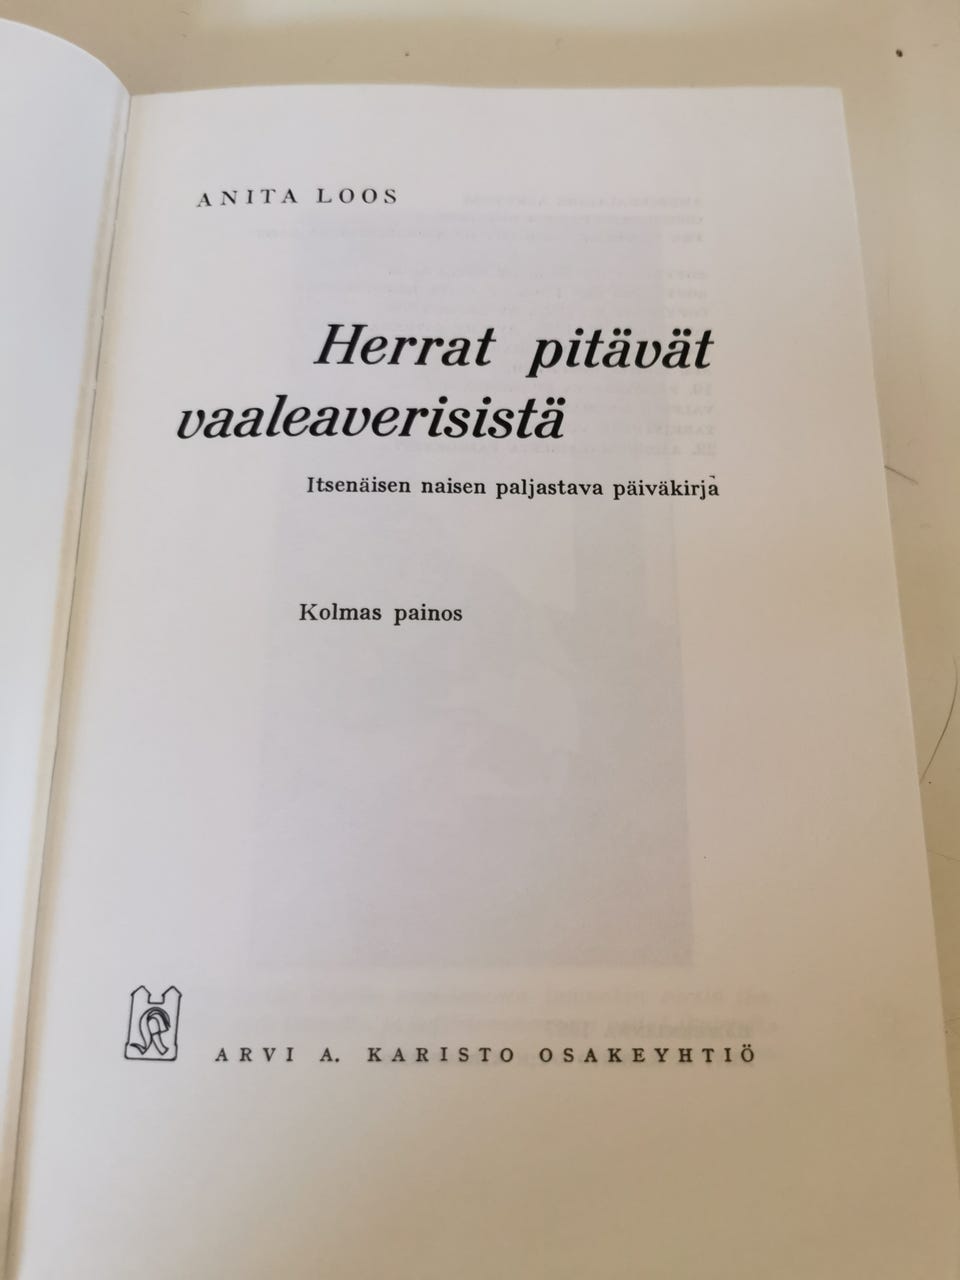 ANITA LOOS
Herrat pitävät
vaaleaverisistä
Itsenäisen naisen paljastava päiväkirja
Kolmas painos
ARVI A. KARISTO OSAKEYHTIÖ